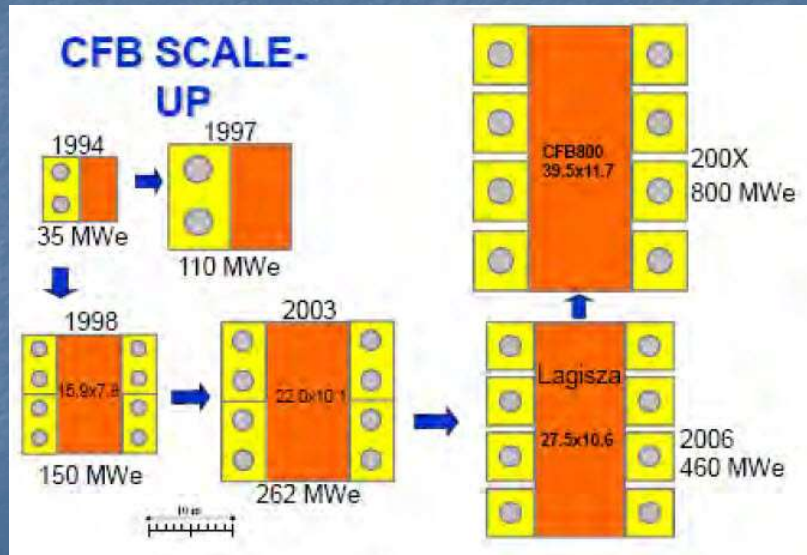 CFB SCALE-
UP
1994
35 MWe
1997
110 MWe
1998
15.9x7.8
150 MWe
2003
22.0x10.1
262 MWe
Lagisza
27.5x10.6
2006
460 MWe
CFB800
39.5x11.7
200X
800 MWe
10 m